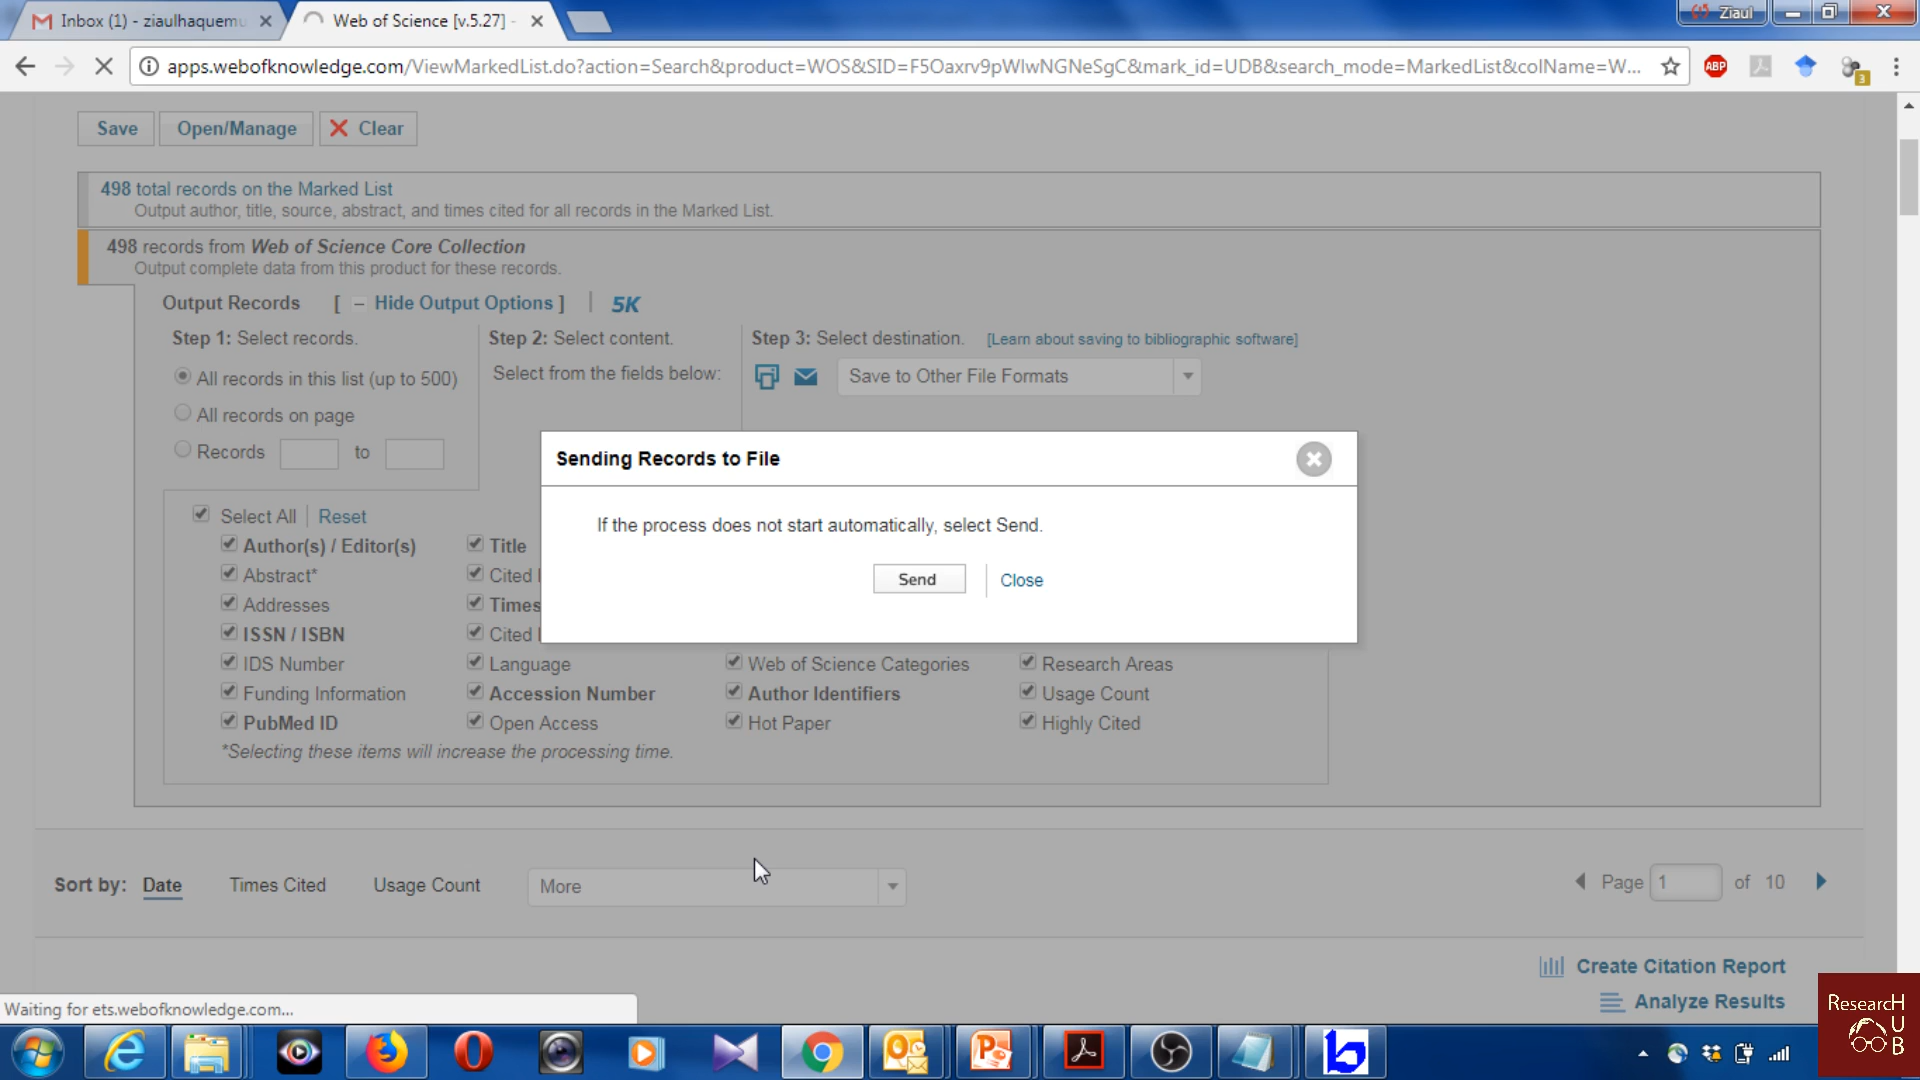 Inbox (1) - ziaulhaquemu
Web of Science [v.5.27] -
Ziaul
apps.webofknowledge.com/ViewMarkedList.do?action=Search&product=WOS&SID=F5Oaxrv9pWlwNGNeSgC&mark_id=UDB&search_mode=MarkedList&colName=W...
ABP
3
Save
Open/Manage
Clear
498 total records on the Marked List
Output author, title, source, abstract, and times cited for all records in the Marked List.
498 records from Web of Science Core Collection
Output complete data from this product for these records.
Output Records [ – Hide Output Options ] | 5K
Step 1: Select records.
Step 2: Select content.
Step 3: Select destination. [Learn about saving to bibliographic software]
All records in this list (up to 500)
Select from the fields below:
Save to Other File Formats
All records on page
Records to
Sending Records to File
If the process does not start automatically, select Send.
Send
Close
Select All | Reset
Author(s) / Editor(s)
Title
Abstract*
Cited
Addresses
Times
ISSN / ISBN
Cited
IDS Number
Language
Web of Science Categories
Research Areas
Funding Information
Accession Number
Author Identifiers
Usage Count
PubMed ID
Open Access
Hot Paper
Highly Cited
*Selecting these items will increase the processing time.
Sort by: Date Times Cited Usage Count More
Page 1 of 10
Create Citation Report
Analyze Results
Waiting for ets.webofknowledge.com...
ResearcH
U
B